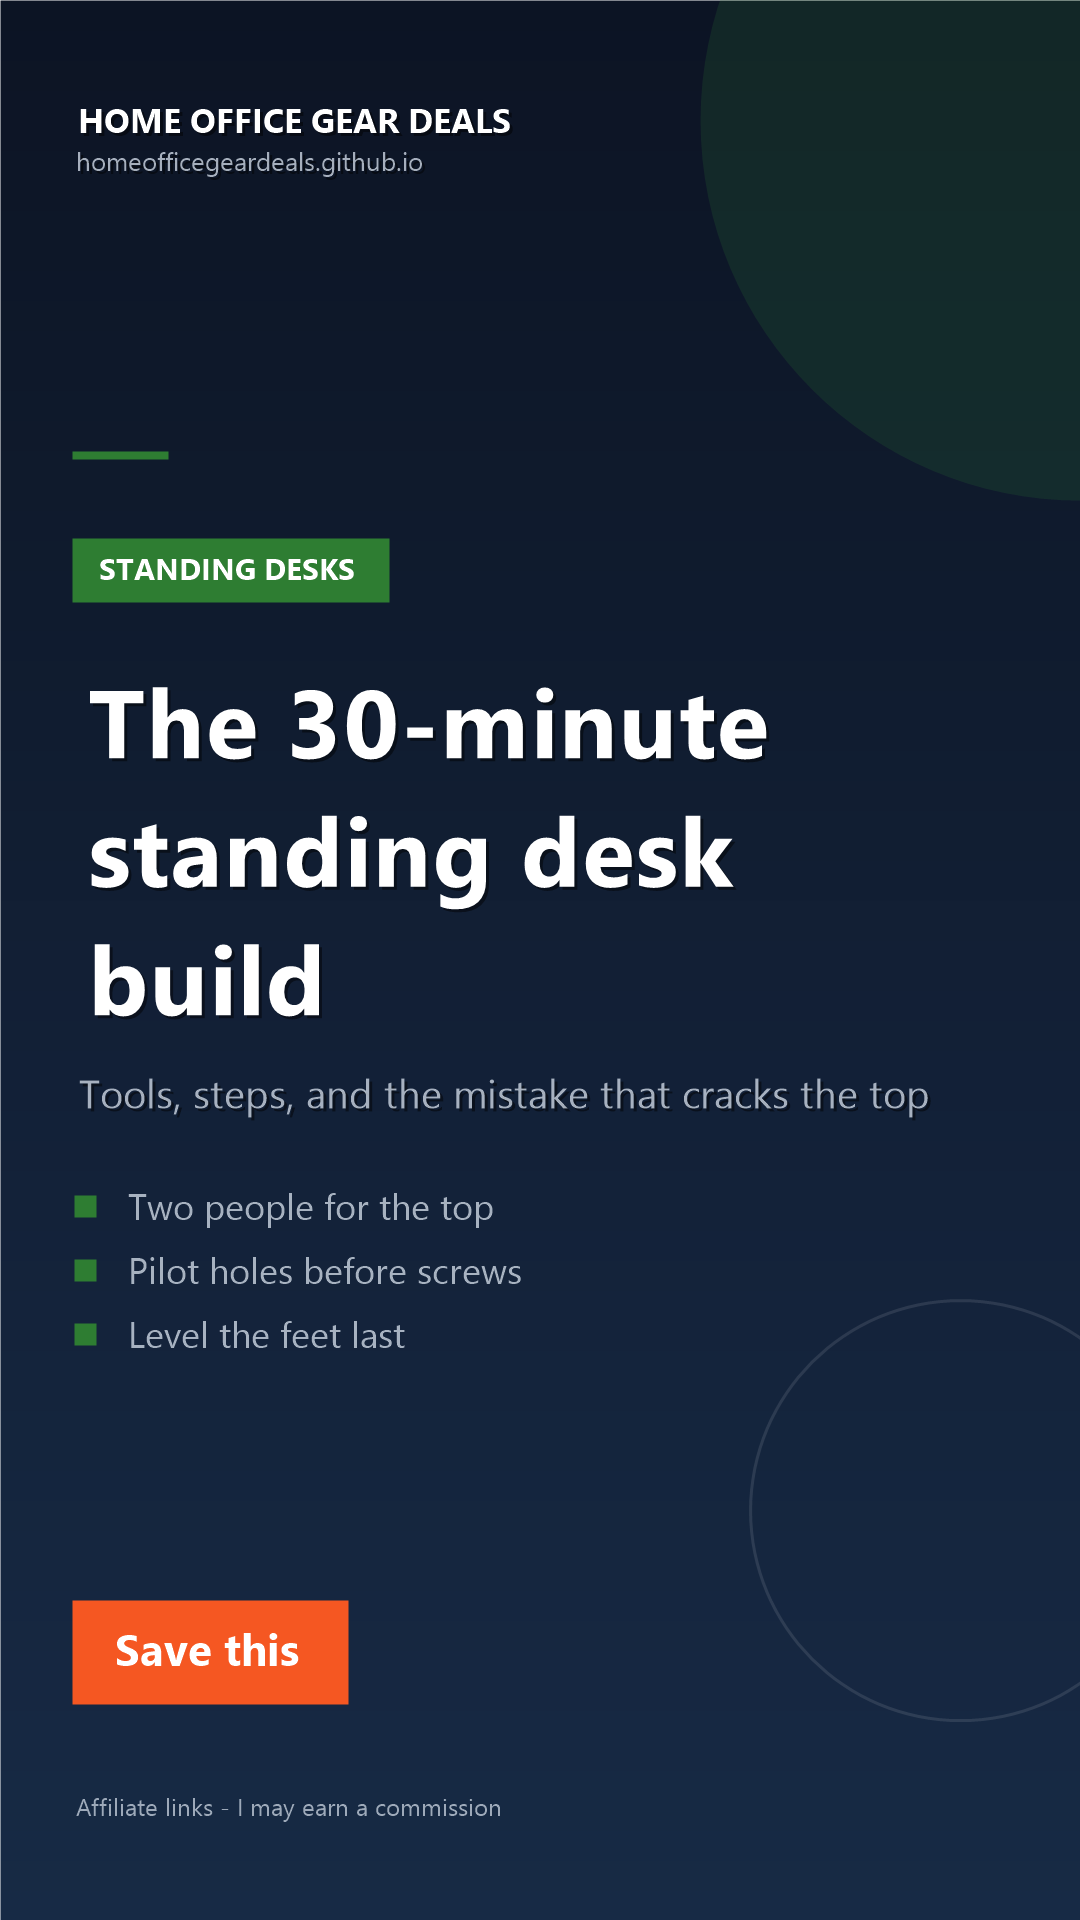 HOME OFFICE GEAR DEALS
homeofficegeardeals.github.io
STANDING DESKS
The 30-minute
standing desk
build
Tools, steps, and the mistake that cracks the top
Two people for the top
Pilot holes before screws
Level the feet last
Save this
Affiliate links - I may earn a commission